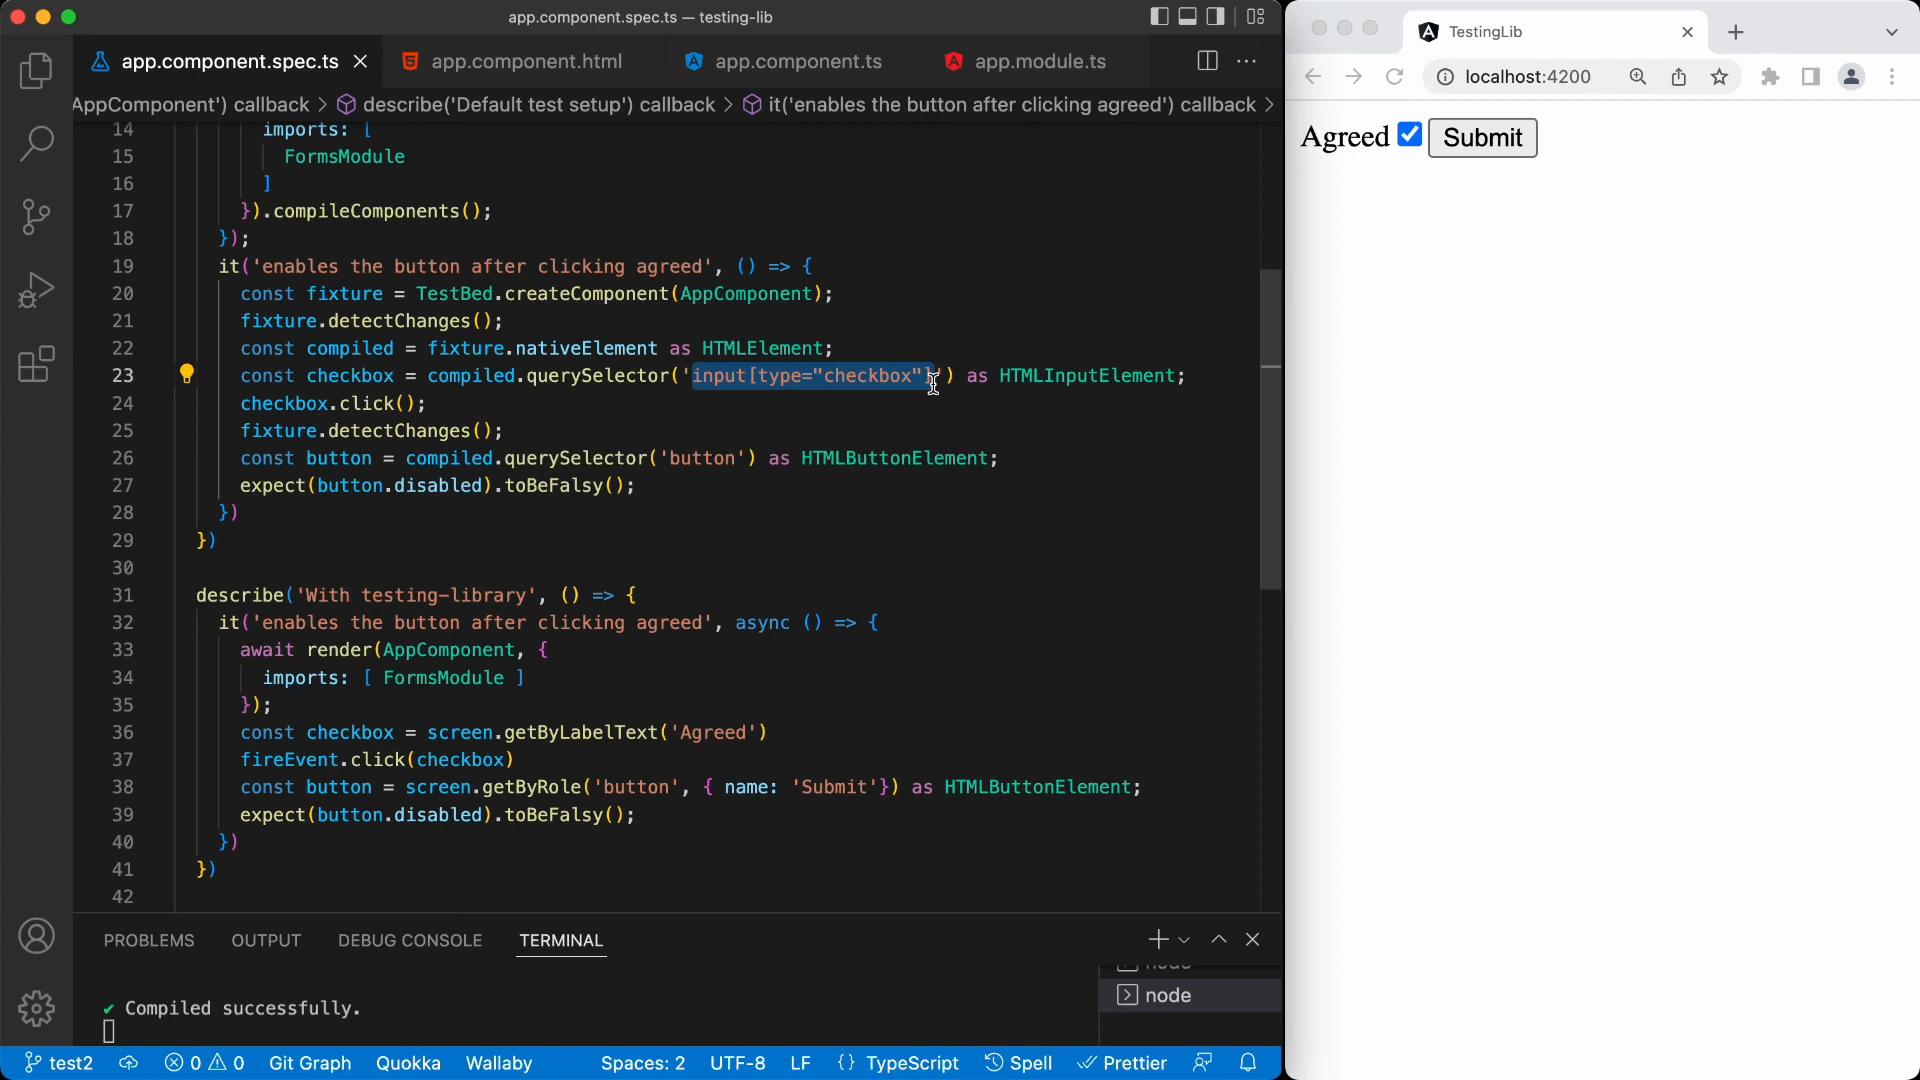 app.component.spec.ts — testing-lib
app.component.spec.ts
app.component.html
app.component.ts
app.module.ts
AppComponent') callback > describe('Default test setup') callback > it('enables the button after clicking agreed') callback >
14 imports: [
15 FormsModule
16 ]
17 }).compileComponents();
18 });
19 it('enables the button after clicking agreed', () => {
20 const fixture = TestBed.createComponent(AppComponent);
21 fixture.detectChanges();
22 const compiled = fixture.nativeElement as HTMLElement;
23 const checkbox = compiled.querySelector('input[type="checkbox"]') as HTMLInputElement;
24 checkbox.click();
25 fixture.detectChanges();
26 const button = compiled.querySelector('button') as HTMLButtonElement;
27 expect(button.disabled).toBeFalsy();
28 })
29 })
30
31 describe('With testing-library', () => {
32 it('enables the button after clicking agreed', async () => {
33 await render(AppComponent, {
34 imports: [ FormsModule ]
35 });
36 const checkbox = screen.getByLabelText('Agreed')
37 fireEvent.click(checkbox)
38 const button = screen.getByRole('button', { name: 'Submit'}) as HTMLButtonElement;
39 expect(button.disabled).toBeFalsy();
40 })
41 })
42
PROBLEMS OUTPUT DEBUG CONSOLE TERMINAL
✔ Compiled successfully.
node
node
test2 0 0 Git Graph Quokka Wallaby Spaces: 2 UTF-8 LF {} TypeScript Spell Prettier
TestingLib
localhost:4200
Agreed Submit